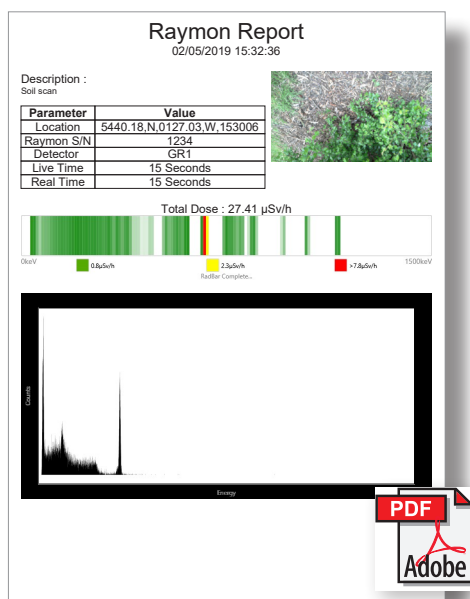 Raymon Report
02/05/2019 15:32:36
Description :
Soil scan
Parameter Value
Location 5440.18,N,0127.03,W,153006
Raymon S/N 1234
Detector GR1
Live Time 15 Seconds
Real Time 15 Seconds
Total Dose : 27.41 µSv/h
0keV 1500keV
0.8µSv/h 2.3µSv/h >7.8µSv/h
RadBar Complete...
Counts
Energy
PDF
Adobe